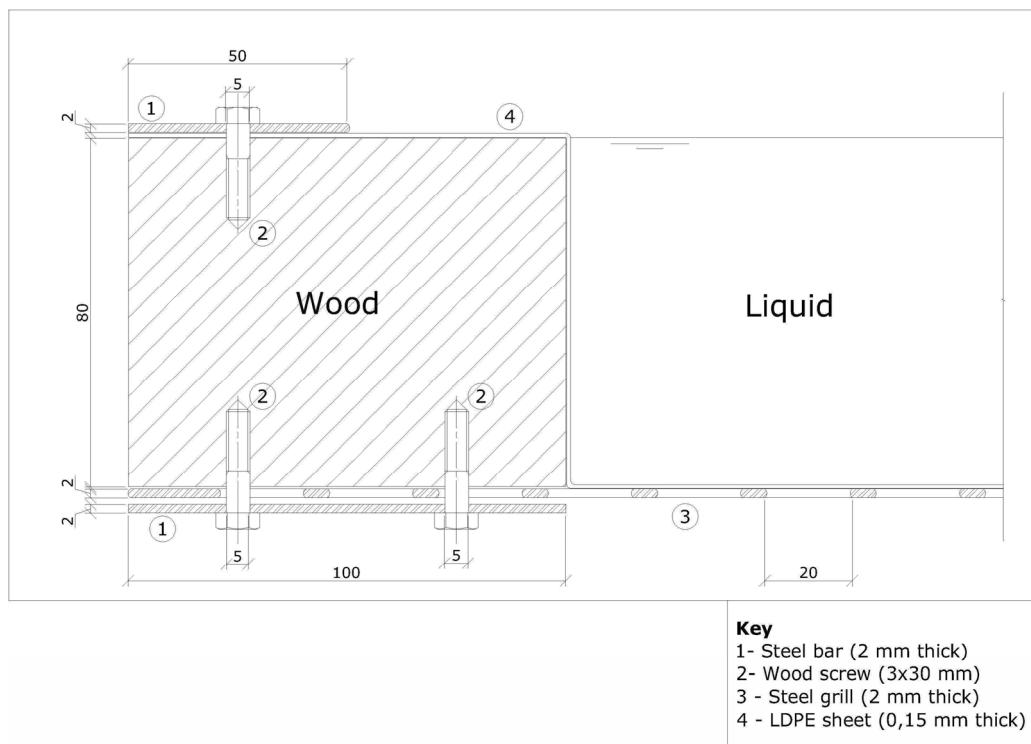 50
5
1
4
2
2
80
Wood
Liquid
2
2
2
2
1
3
5
5
100
20
Key
1- Steel bar (2 mm thick)
2- Wood screw (3x30 mm)
3 - Steel grill (2 mm thick)
4 - LDPE sheet (0,15 mm thick)